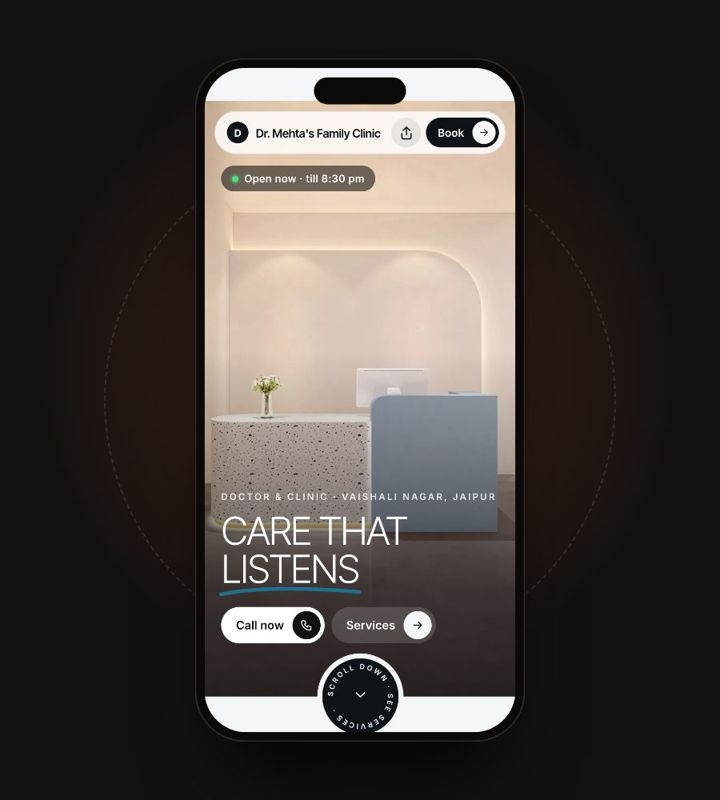 D Dr. Mehta's Family Clinic Book
Open now · till 8:30 pm
DOCTOR & CLINIC · VAISHALI NAGAR, JAIPUR
CARE THAT
LISTENS
Call now Services
SCROLL DOWN · SEE SERVICES ·